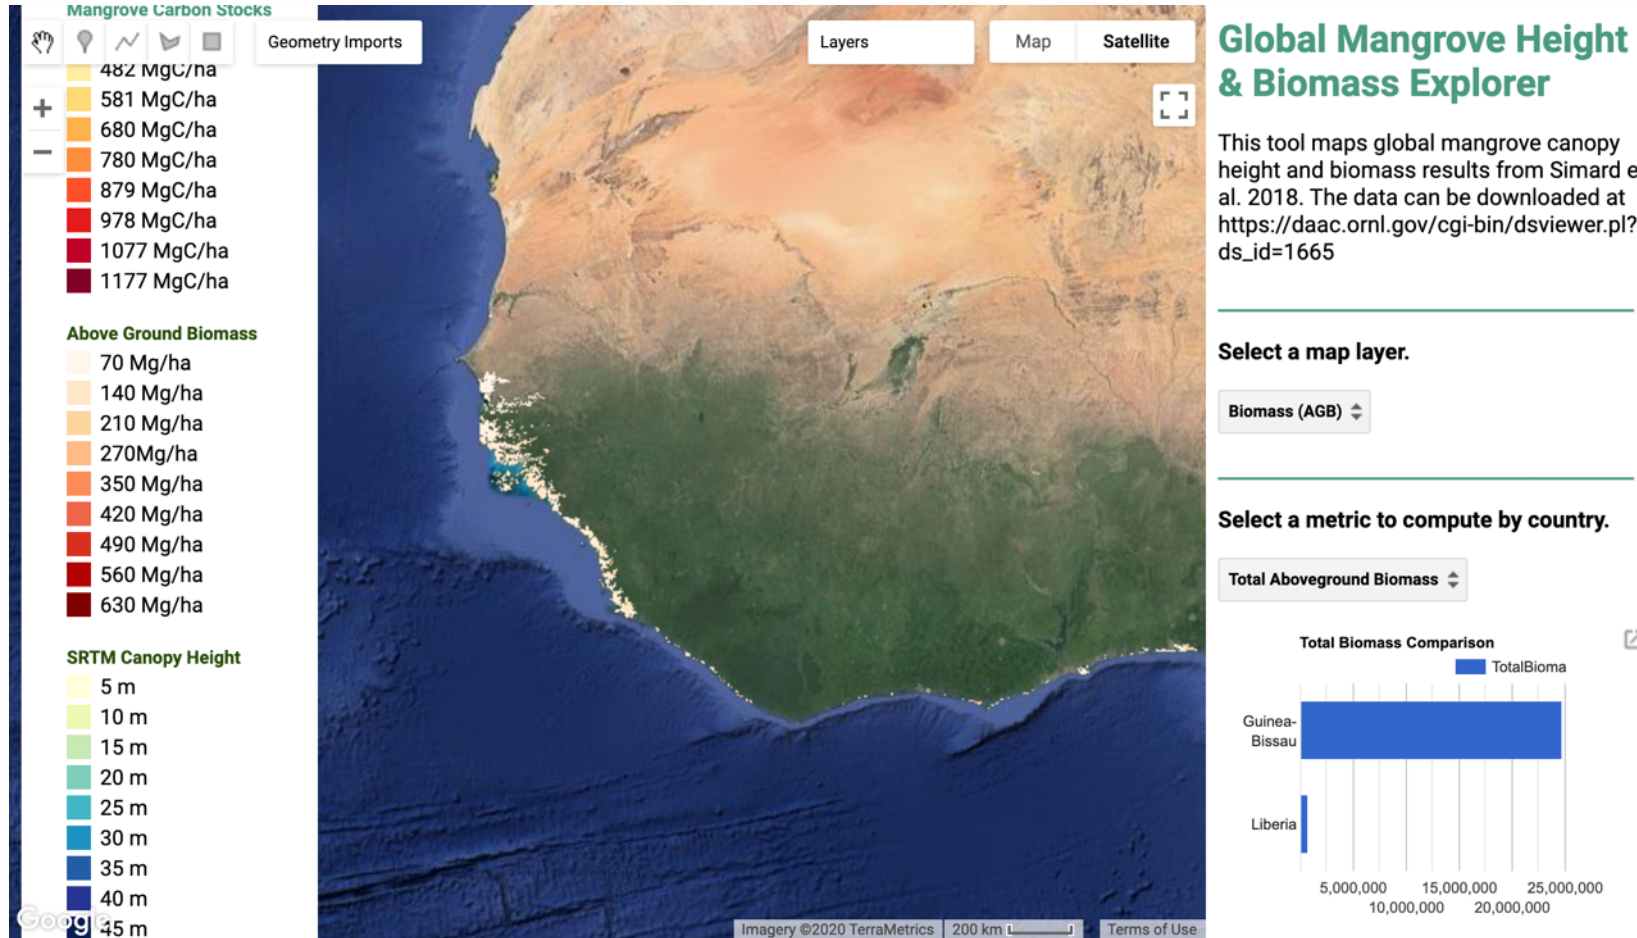 Mangrove Carbon Stocks
Geometry Imports
482 MgC/ha
581 MgC/ha
680 MgC/ha
780 MgC/ha
879 MgC/ha
978 MgC/ha
1077 MgC/ha
1177 MgC/ha
Above Ground Biomass
70 Mg/ha
140 Mg/ha
210 Mg/ha
270Mg/ha
350 Mg/ha
420 Mg/ha
490 Mg/ha
560 Mg/ha
630 Mg/ha
SRTM Canopy Height
5 m
10 m
15 m
20 m
25 m
30 m
35 m
40 m
45 m
Google
Layers
Map
Satellite
Imagery ©2020 TerraMetrics
200 km
Terms of Use
Global Mangrove Height
& Biomass Explorer
This tool maps global mangrove canopy
height and biomass results from Simard e
al. 2018. The data can be downloaded at
https://daac.ornl.gov/cgi-bin/dsviewer.pl?
ds_id=1665
Select a map layer.
Biomass (AGB)
Select a metric to compute by country.
Total Aboveground Biomass
Total Biomass Comparison
TotalBioma
Guinea-
Bissau
Liberia
5,000,000 15,000,000 25,000,000
10,000,000 20,000,000